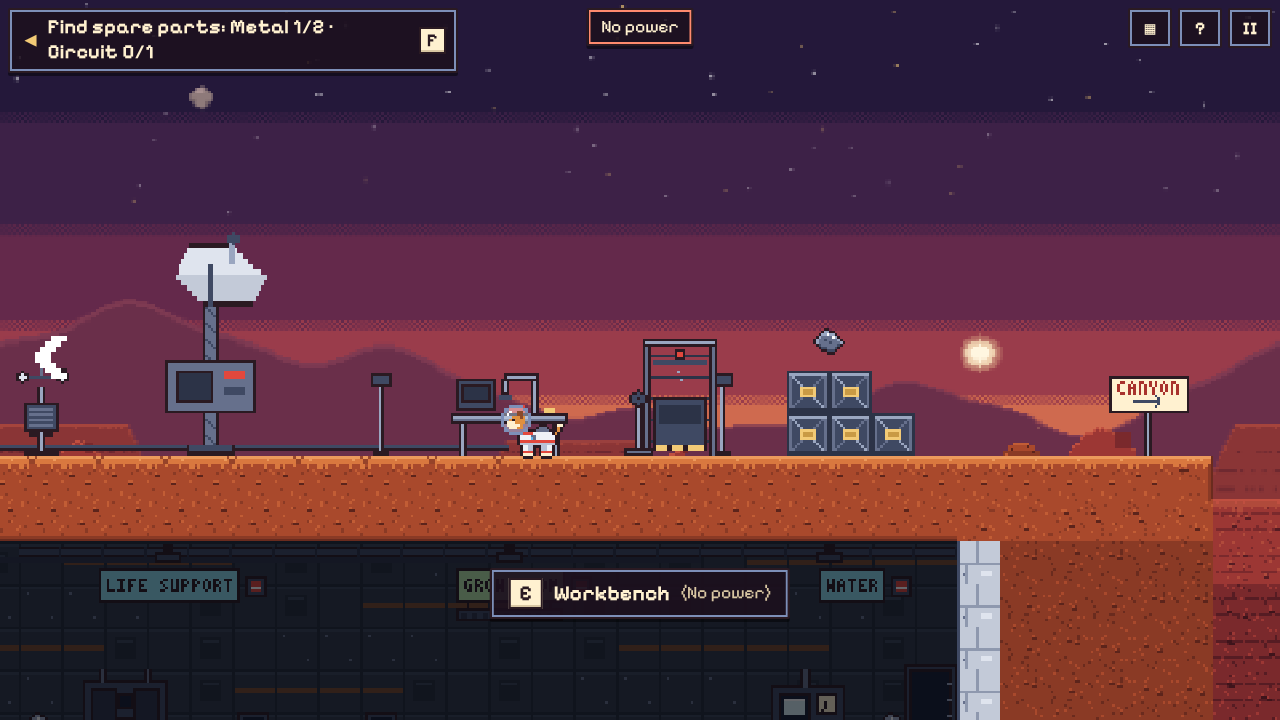 Find spare parts: Metal 1/2 ·
Circuit 0/1
F
No power
?
II
CANYON
LIFE SUPPORT
WATER
E Workbench (No power)